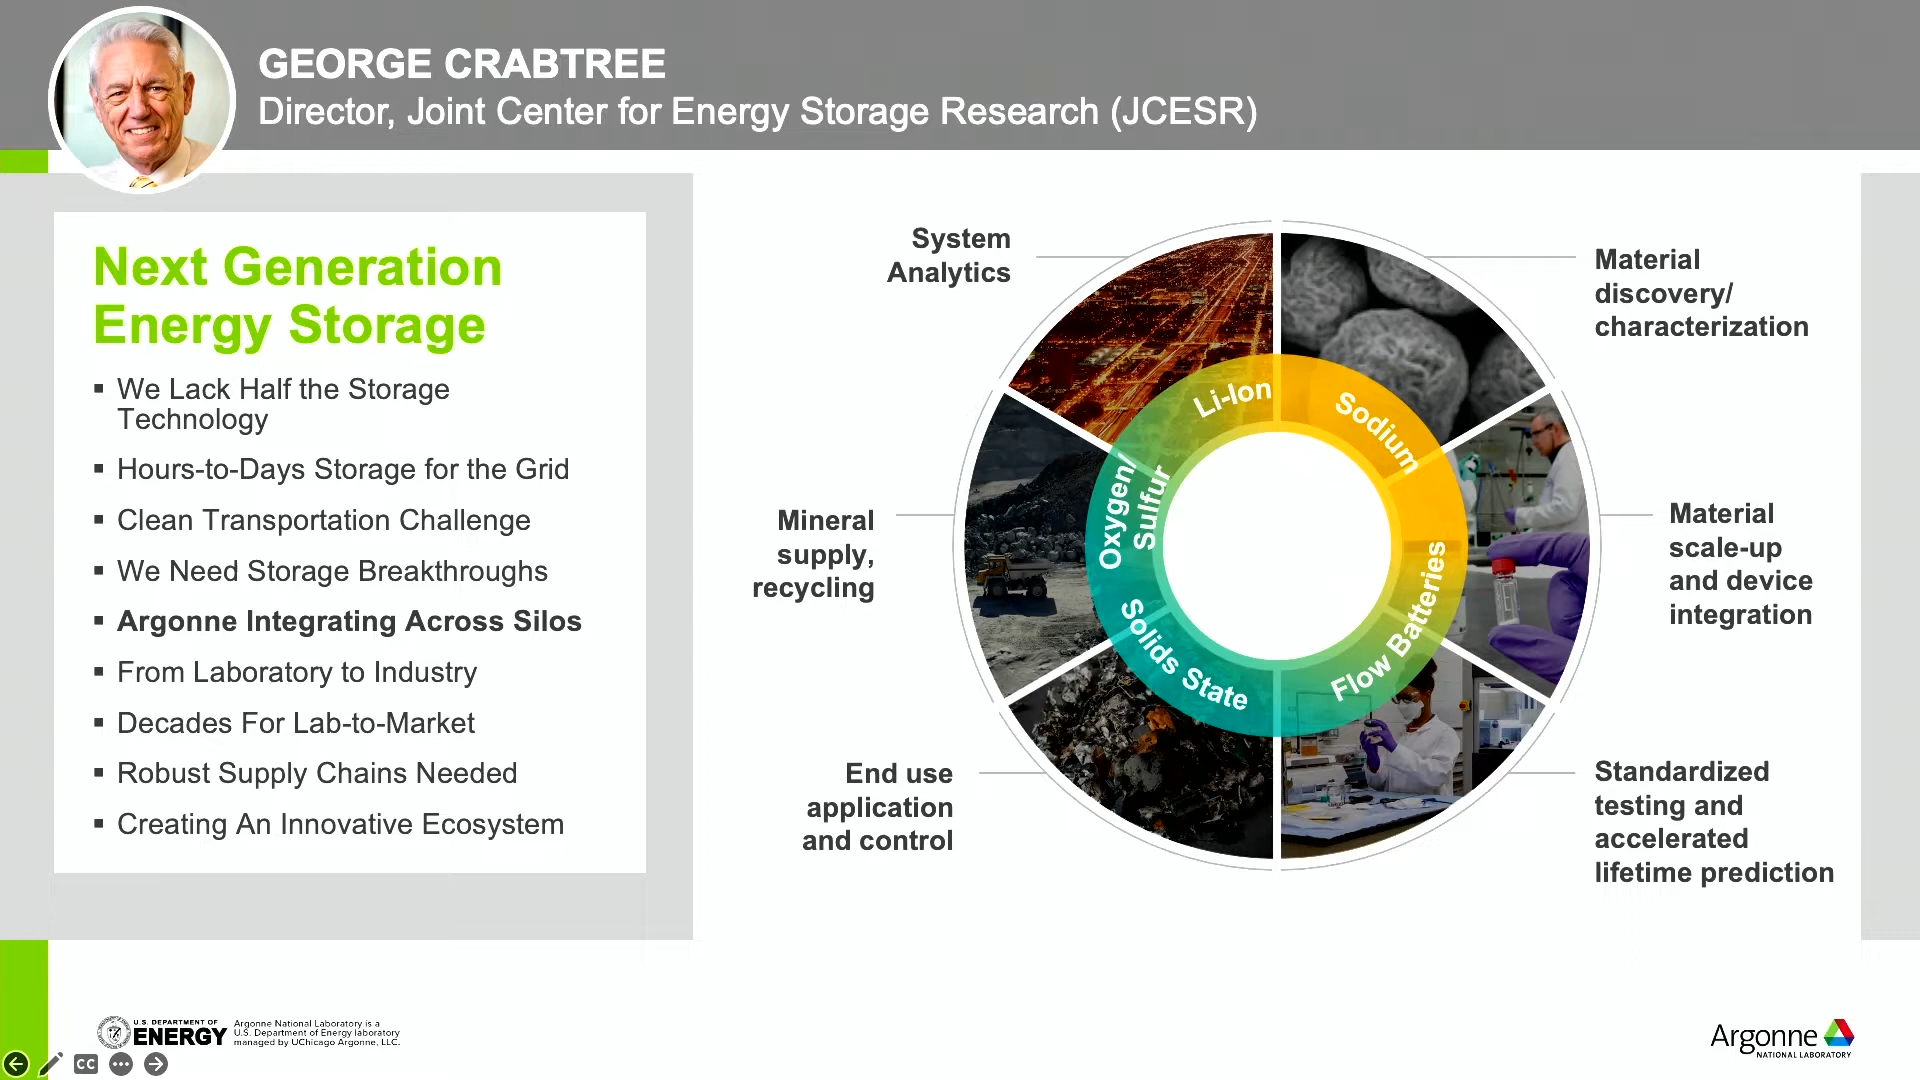 GEORGE CRABTREE
Director, Joint Center for Energy Storage Research (JCESR)
Next Generation
Energy Storage
▪ We Lack Half the Storage
Technology
▪ Hours-to-Days Storage for the Grid
▪ Clean Transportation Challenge
▪ We Need Storage Breakthroughs
▪ Argonne Integrating Across Silos
▪ From Laboratory to Industry
▪ Decades For Lab-to-Market
▪ Robust Supply Chains Needed
▪ Creating An Innovative Ecosystem
System
Analytics
Material
discovery/
characterization
Mineral
supply,
recycling
Material
scale-up
and device
integration
End use
application
and control
Standardized
testing and
accelerated
lifetime prediction
Li-Ion
Sodium
Oxygen/
Sulfur
Flow Batteries
Solids State
U.S. DEPARTMENT OF
ENERGY
Argonne National Laboratory is a
U.S. Department of Energy laboratory
managed by UChicago Argonne, LLC.
Argonne
NATIONAL LABORATORY
CC